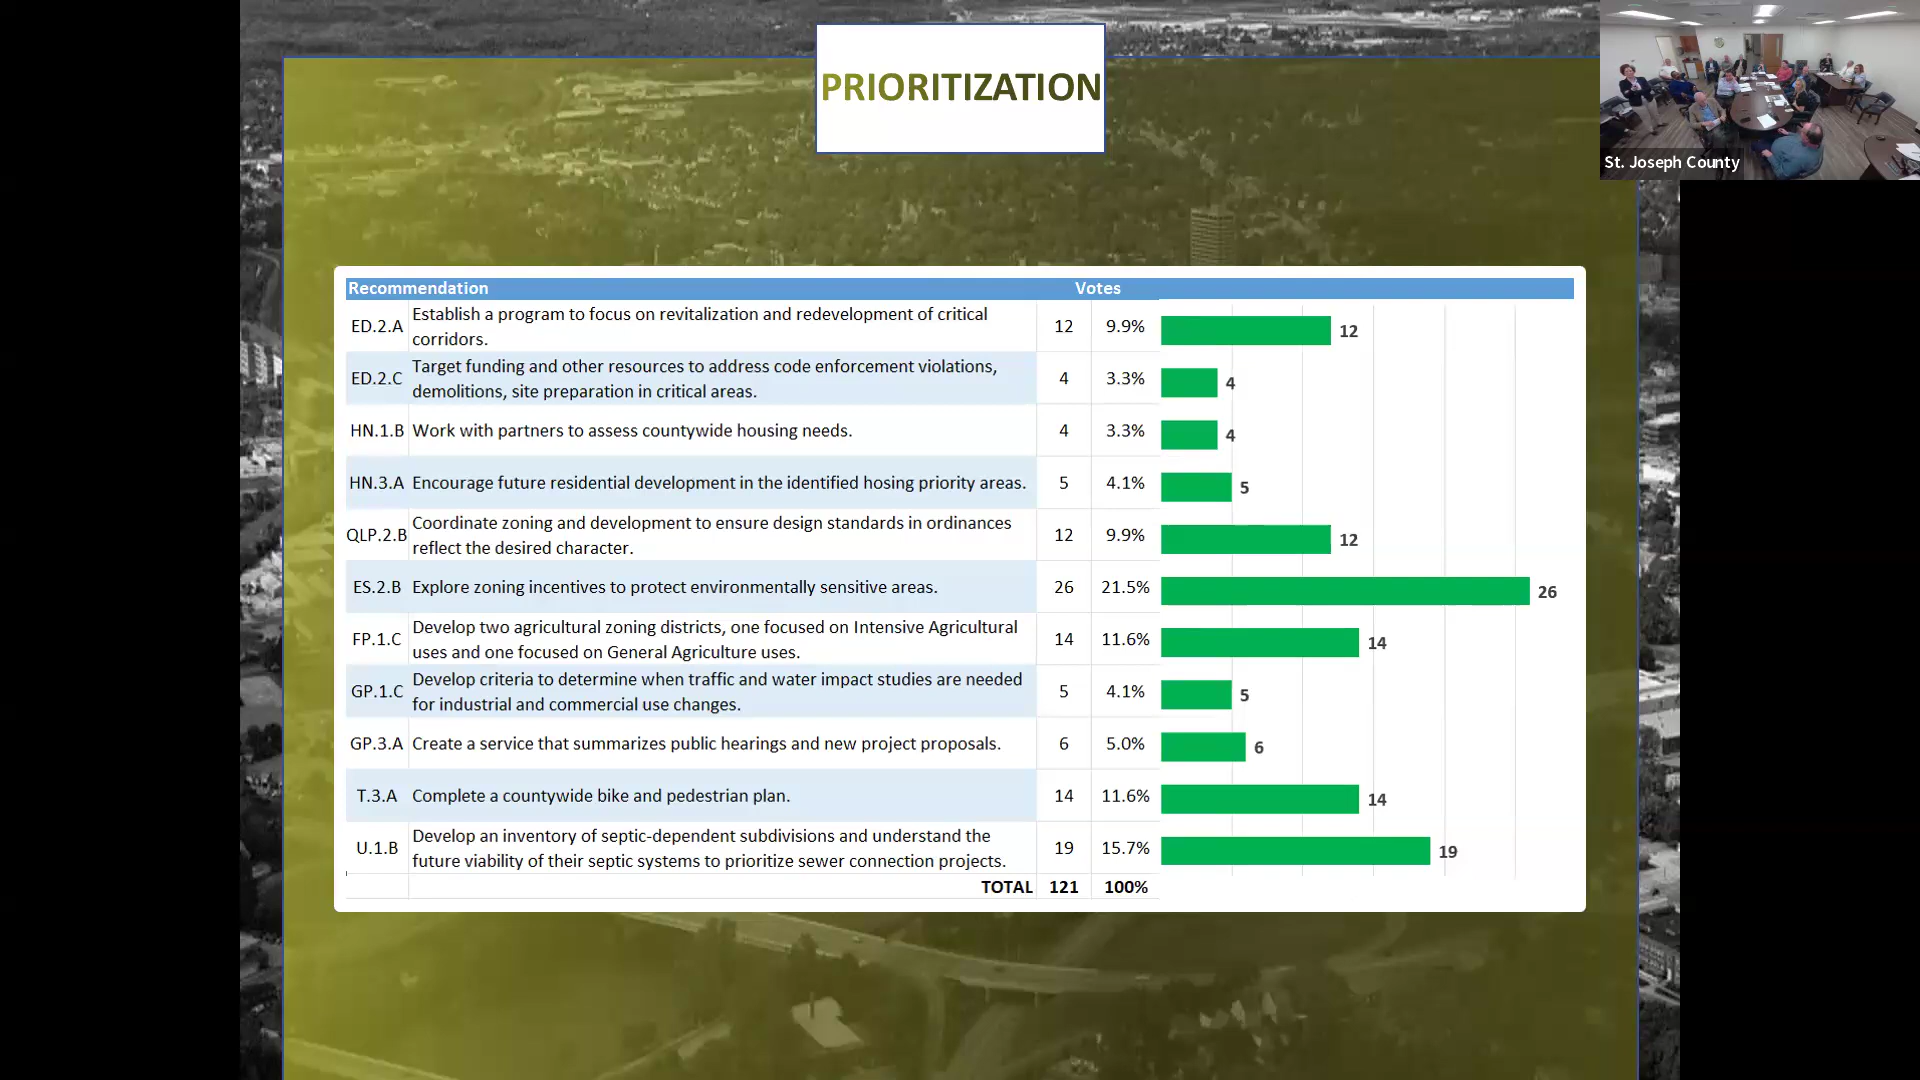 PRIORITIZATION
St. Joseph County
Recommendation Votes
ED.2.A Establish a program to focus on revitalization and redevelopment of critical
corridors. 12 9.9% 12
ED.2.C Target funding and other resources to address code enforcement violations,
demolitions, site preparation in critical areas. 4 3.3% 4
HN.1.B Work with partners to assess countywide housing needs. 4 3.3% 4
HN.3.A Encourage future residential development in the identified hosing priority areas. 5 4.1% 5
QLP.2.B Coordinate zoning and development to ensure design standards in ordinances
reflect the desired character. 12 9.9% 12
ES.2.B Explore zoning incentives to protect environmentally sensitive areas. 26 21.5% 26
FP.1.C Develop two agricultural zoning districts, one focused on Intensive Agricultural
uses and one focused on General Agriculture uses. 14 11.6% 14
GP.1.C Develop criteria to determine when traffic and water impact studies are needed
for industrial and commercial use changes. 5 4.1% 5
GP.3.A Create a service that summarizes public hearings and new project proposals. 6 5.0% 6
T.3.A Complete a countywide bike and pedestrian plan. 14 11.6% 14
U.1.B Develop an inventory of septic-dependent subdivisions and understand the
future viability of their septic systems to prioritize sewer connection projects. 19 15.7% 19
TOTAL 121 100%